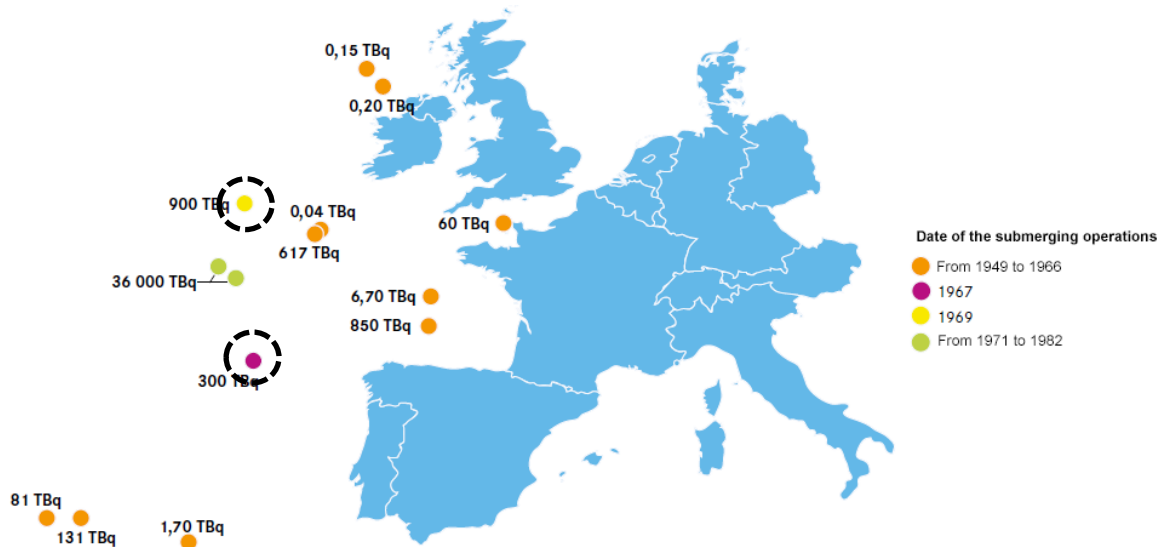 0,15 TBq
0,20 TBq
900 TBq
0,04 TBq
617 TBq
60 TBq
36 000 TBq
6,70 TBq
850 TBq
300 TBq
81 TBq
131 TBq
1,70 TBq
Date of the submerging operations
From 1949 to 1966
1967
1969
From 1971 to 1982